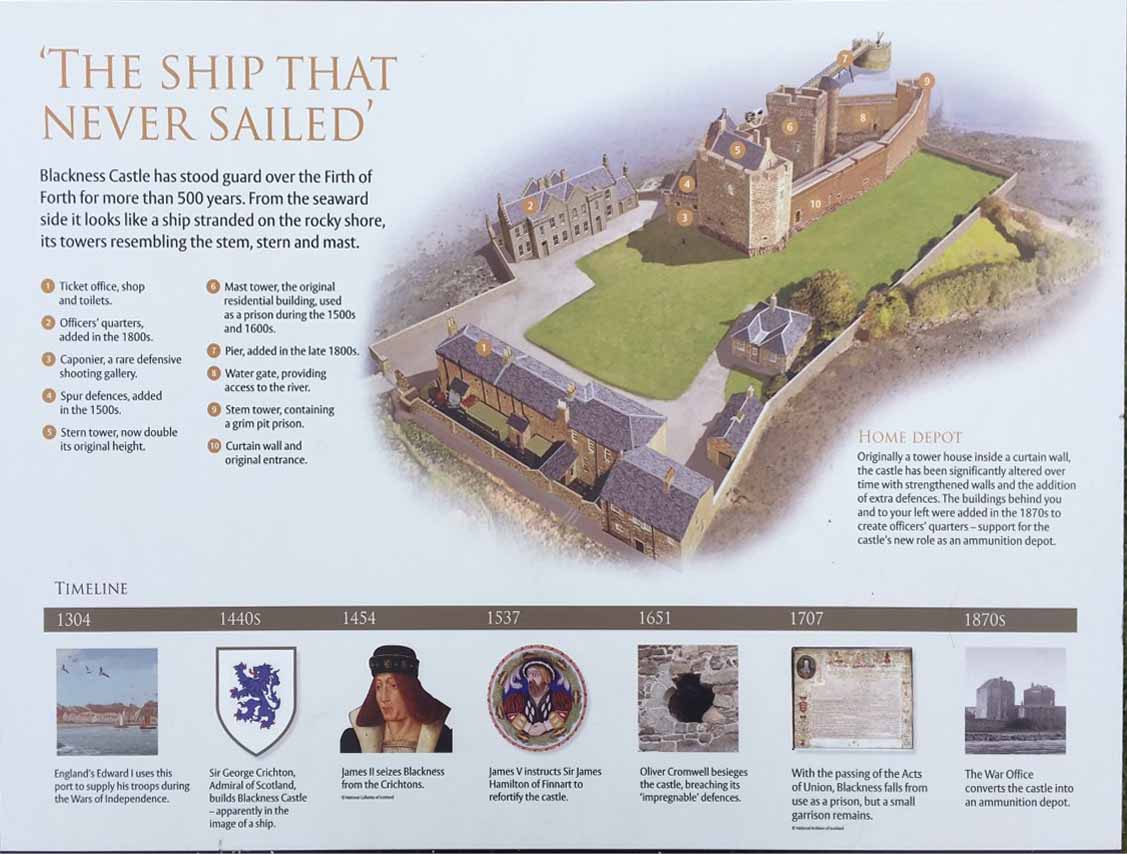 ‘THE SHIP THAT
NEVER SAILED’
Blackness Castle has stood guard over the Firth of
Forth for more than 500 years. From the seaward
side it looks like a ship stranded on the rocky shore,
its towers resembling the stem, stern and mast.
1 Ticket office, shop
and toilets.
2 Officers’ quarters,
added in the 1800s.
3 Caponier, a rare defensive
shooting gallery.
4 Spur defences, added
in the 1500s.
5 Stern tower, now double
its original height.
6 Mast tower, the original
residential building, used
as a prison during the 1500s
and 1600s.
7 Pier, added in the late 1800s.
8 Water gate, providing
access to the river.
9 Stem tower, containing
a grim pit prison.
10 Curtain wall and
original entrance.
7
9
8
6
5
4
3
10
2
1
HOME DEPOT
Originally a tower house inside a curtain wall,
the castle has been significantly altered over
time with strengthened walls and the addition
of extra defences. The buildings behind you
and to your left were added in the 1870s to
create officers’ quarters – support for the
castle’s new role as an ammunition depot.
TIMELINE
1304
1440S
1454
1537
1651
1707
1870S
England’s Edward I uses this
port to supply his troops during
the Wars of Independence.
Sir George Crichton,
Admiral of Scotland,
builds Blackness Castle
– apparently in the
image of a ship.
James II seizes Blackness
from the Crichtons.
© National Galleries of Scotland
James V instructs Sir James
Hamilton of Finnart to
refortify the castle.
Oliver Cromwell besieges
the castle, breaching its
‘impregnable’ defences.
With the passing of the Acts
of Union, Blackness falls from
use as a prison, but a small
garrison remains.
© National Archives of Scotland
The War Office
converts the castle into
an ammunition depot.